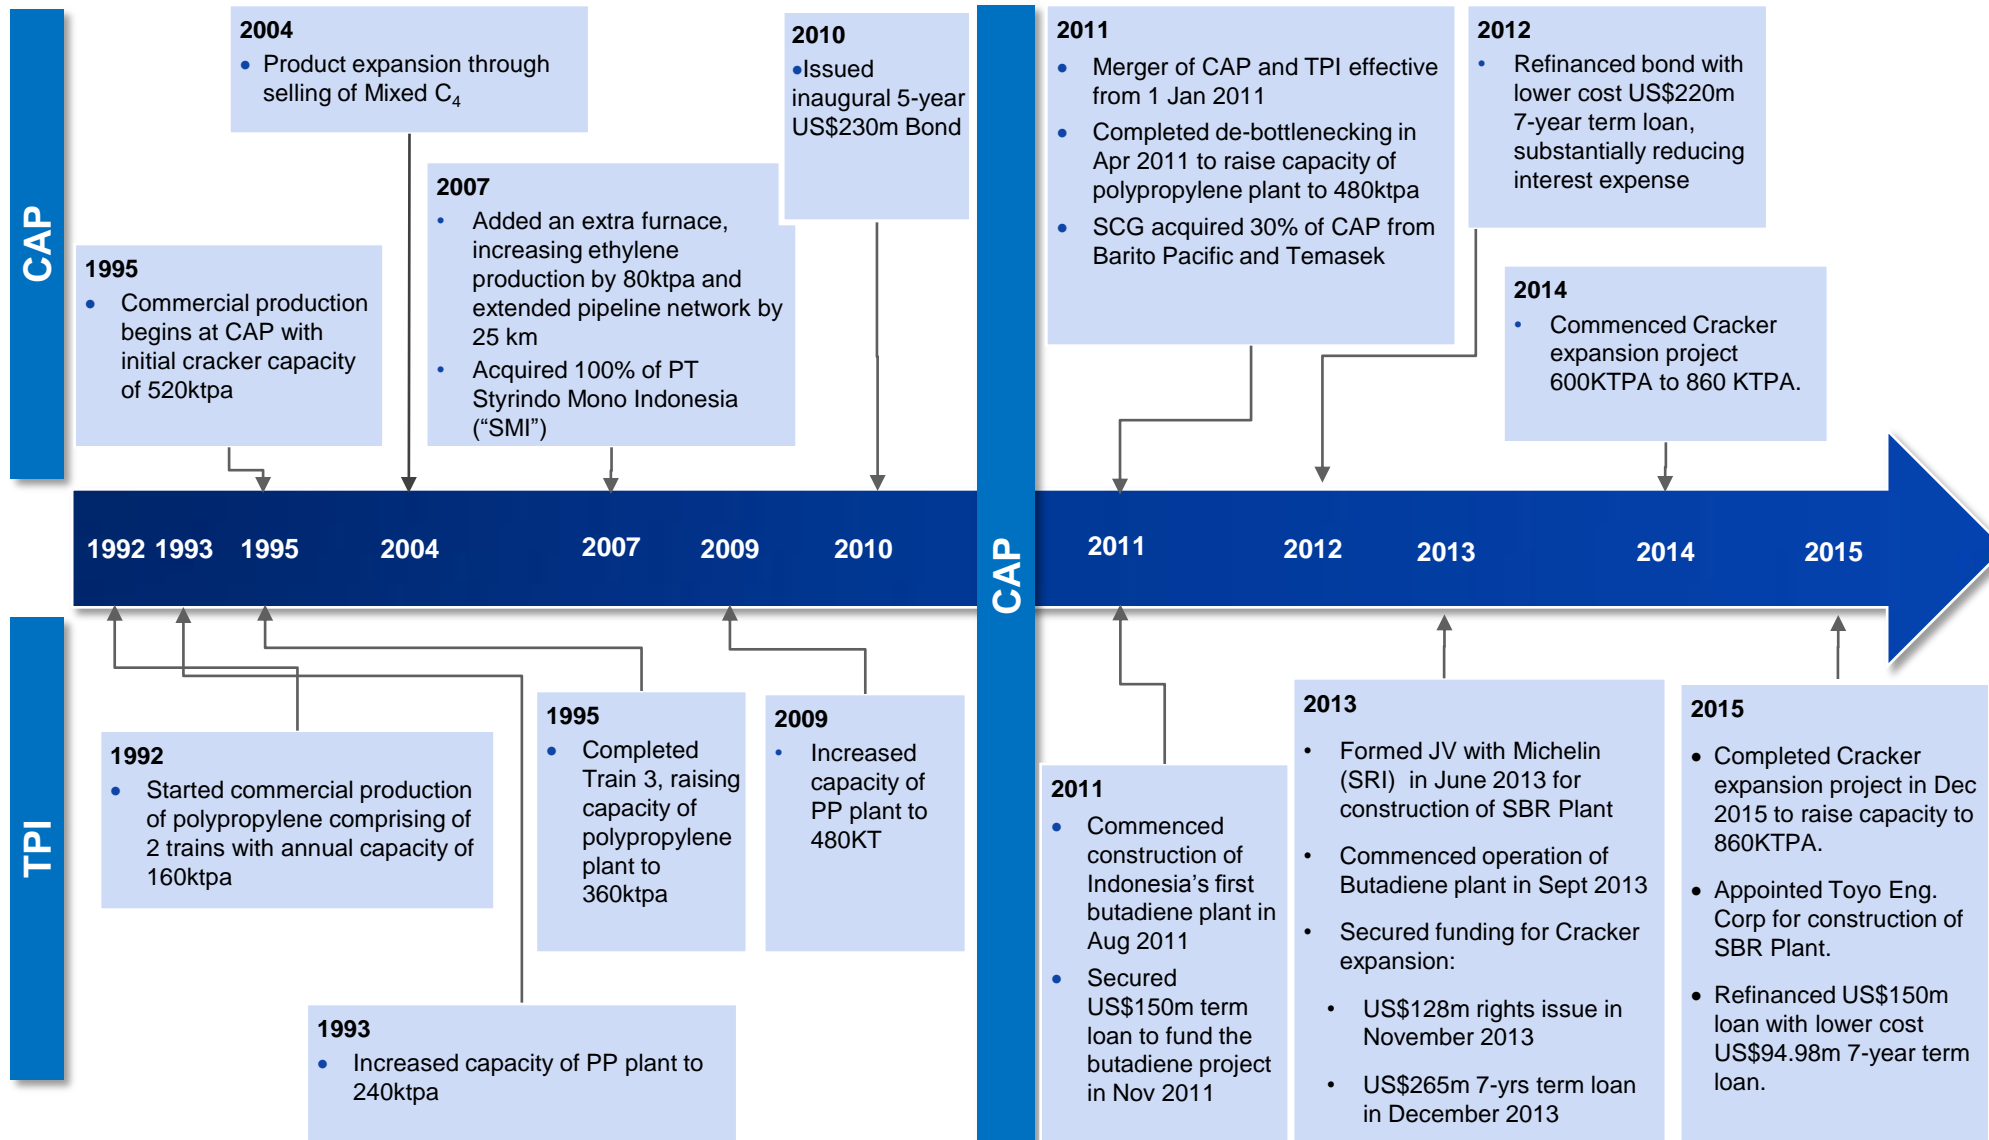 CAP
2004
• Product expansion through
selling of Mixed C₄
2010
•Issued
inaugural 5-year
US$230m Bond
2007
• Added an extra furnace,
increasing ethylene
production by 80ktpa and
extended pipeline network by
25 km
• Acquired 100% of PT
Styrindo Mono Indonesia
(“SMI”)
1995
• Commercial production
begins at CAP with
initial cracker capacity
of 520ktpa
2011
• Merger of CAP and TPI effective
from 1 Jan 2011
• Completed de-bottlenecking in
Apr 2011 to raise capacity of
polypropylene plant to 480ktpa
• SCG acquired 30% of CAP from
Barito Pacific and Temasek
2012
• Refinanced bond with
lower cost US$220m
7-year term loan,
substantially reducing
interest expense
2014
• Commenced Cracker
expansion project
600KTPA to 860 KTPA.
1992 1993 1995 2004 2007 2009 2010
CAP
2011 2012 2013 2014 2015
TPI
1992
• Started commercial production
of polypropylene comprising of
2 trains with annual capacity of
160ktpa
1993
• Increased capacity of PP plant to
240ktpa
1995
• Completed
Train 3, raising
capacity of
polypropylene
plant to
360ktpa
2009
• Increased
capacity of
PP plant to
480KT
2011
• Commenced
construction of
Indonesia’s first
butadiene plant in
Aug 2011
• Secured
US$150m term
loan to fund the
butadiene project
in Nov 2011
2013
• Formed JV with Michelin
(SRI) in June 2013 for
construction of SBR Plant
• Commenced operation of
Butadiene plant in Sept 2013
• Secured funding for Cracker
expansion:
• US$128m rights issue in
November 2013
• US$265m 7-yrs term loan
in December 2013
2015
• Completed Cracker
expansion project in Dec
2015 to raise capacity to
860KTPA.
• Appointed Toyo Eng.
Corp for construction of
SBR Plant.
• Refinanced US$150m
loan with lower cost
US$94.98m 7-year term
loan.